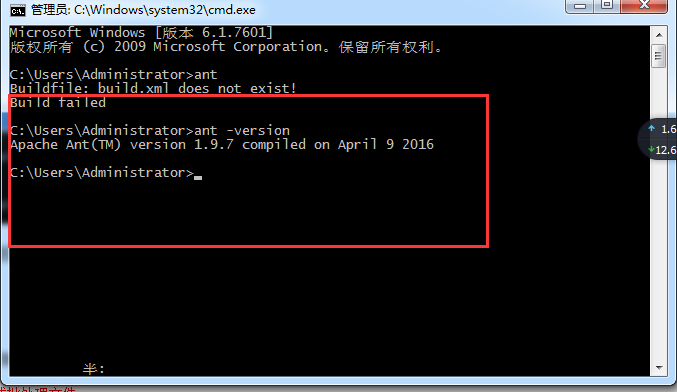 管理员: C:\Windows\system32\cmd.exe
Microsoft Windows [版本 6.1.7601]
版权所有 (c) 2009 Microsoft Corporation。保留所有权利。
C:\Users\Administrator>ant
Buildfile: build.xml does not exist!
Build failed
C:\Users\Administrator>ant -version
Apache Ant(TM) version 1.9.7 compiled on April 9 2016
C:\Users\Administrator>
1.6
12.6
半: